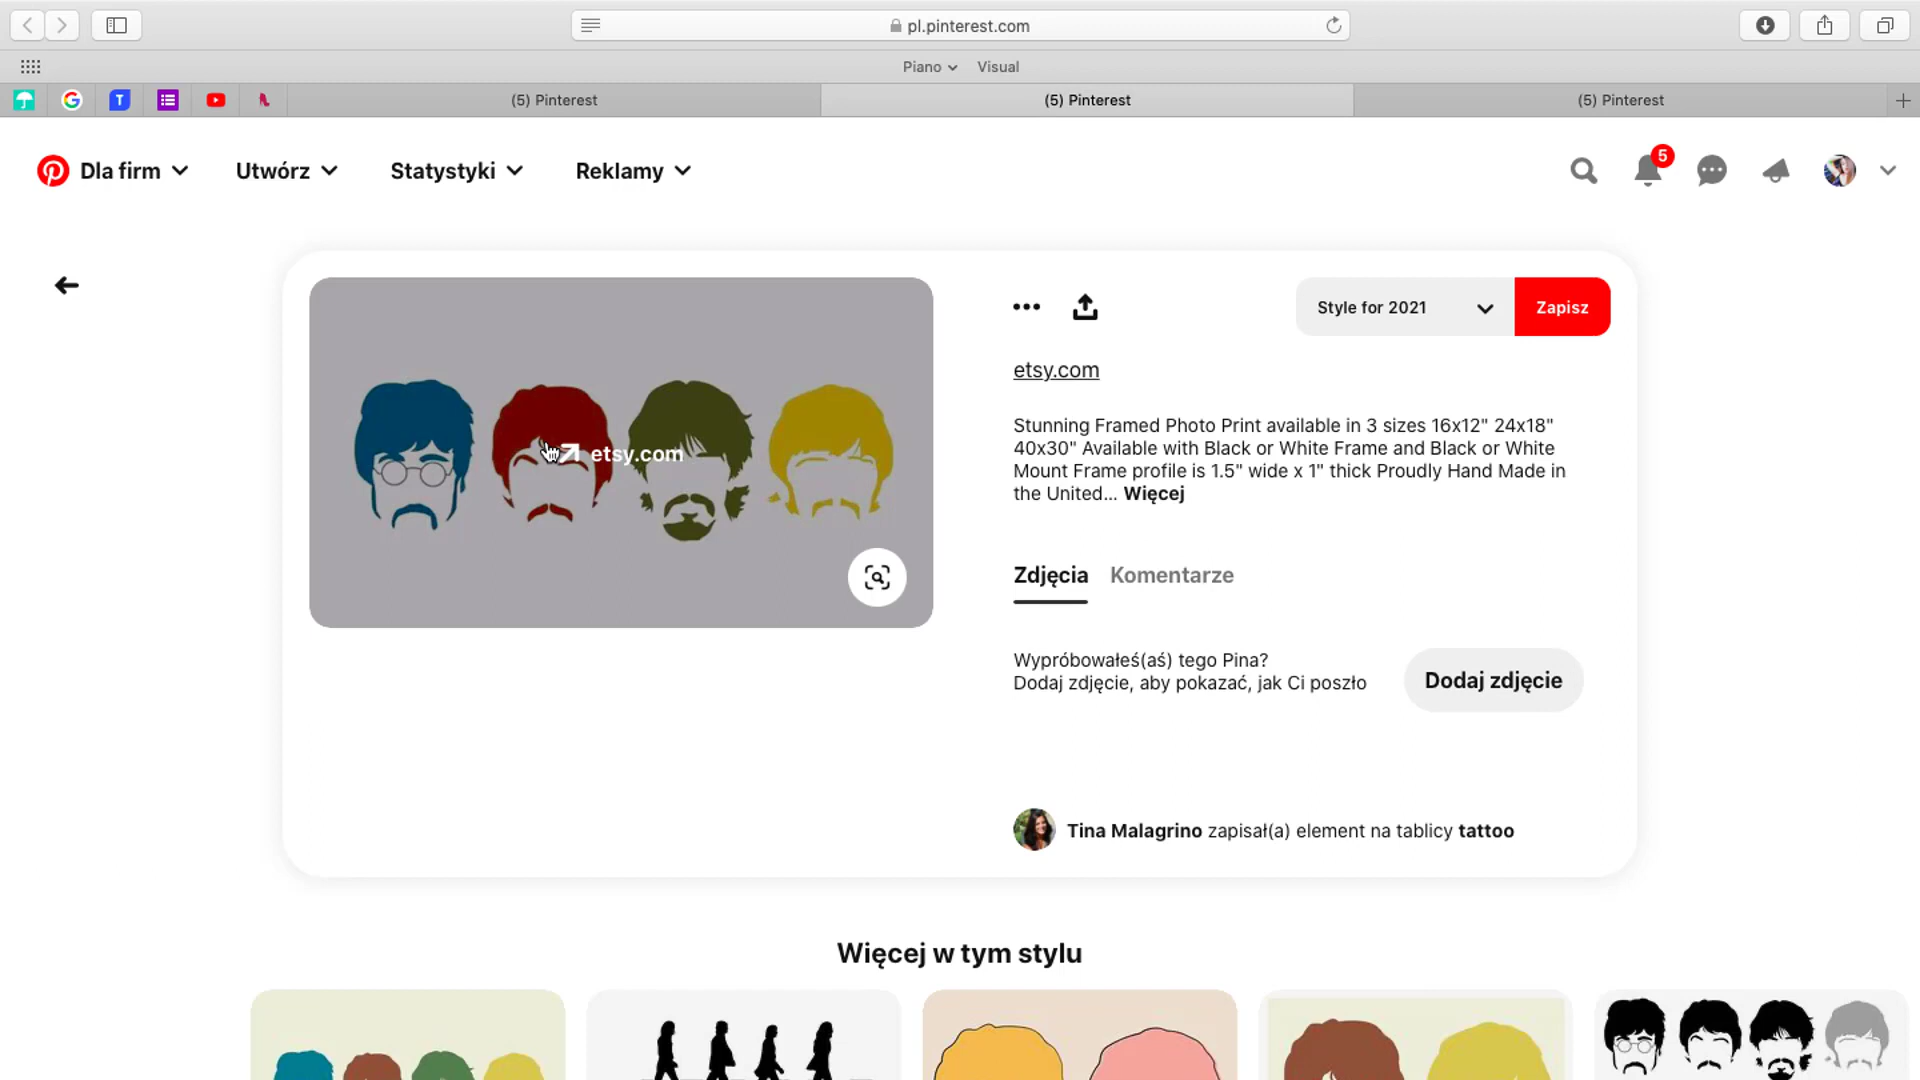 pl.pinterest.com
Piano Visual
T
(5) Pinterest (5) Pinterest (5) Pinterest
Dla firm Utwórz Statystyki Reklamy 5
Style for 2021 Zapisz
etsy.com
Stunning Framed Photo Print available in 3 sizes 16x12" 24x18"
40x30" Available with Black or White Frame and Black or White
Mount Frame profile is 1.5" wide x 1" thick Proudly Hand Made in
the United... Więcej
etsy.com
Zdjęcia Komentarze
Wypróbowałeś(aś) tego Pina?
Dodaj zdjęcie, aby pokazać, jak Ci poszło
Dodaj zdjęcie
Tina Malagrino zapisał(a) element na tablicy tattoo
Więcej w tym stylu